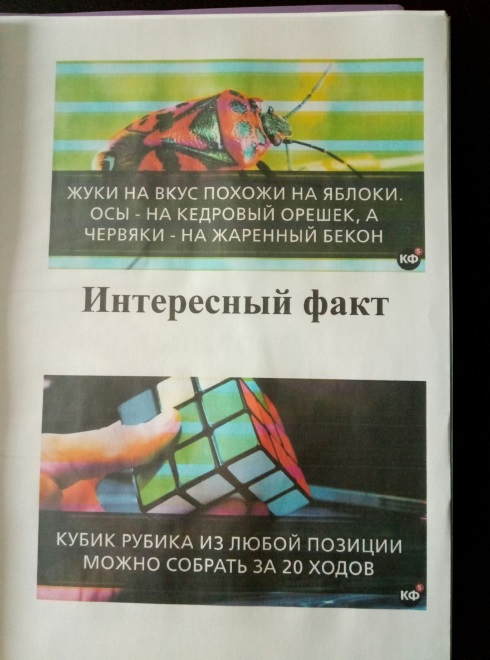 ЖУКИ НА ВКУС ПОХОЖИ НА ЯБЛОКИ.
ОСЫ - НА КЕДРОВЫЙ ОРЕШЕК, А
ЧЕРВЯКИ - НА ЖАРЕННЫЙ БЕКОН
КФ
Интересный факт
КУБИК РУБИКА ИЗ ЛЮБОЙ ПОЗИЦИИ
МОЖНО СОБРАТЬ ЗА 20 ХОДОВ
КФ